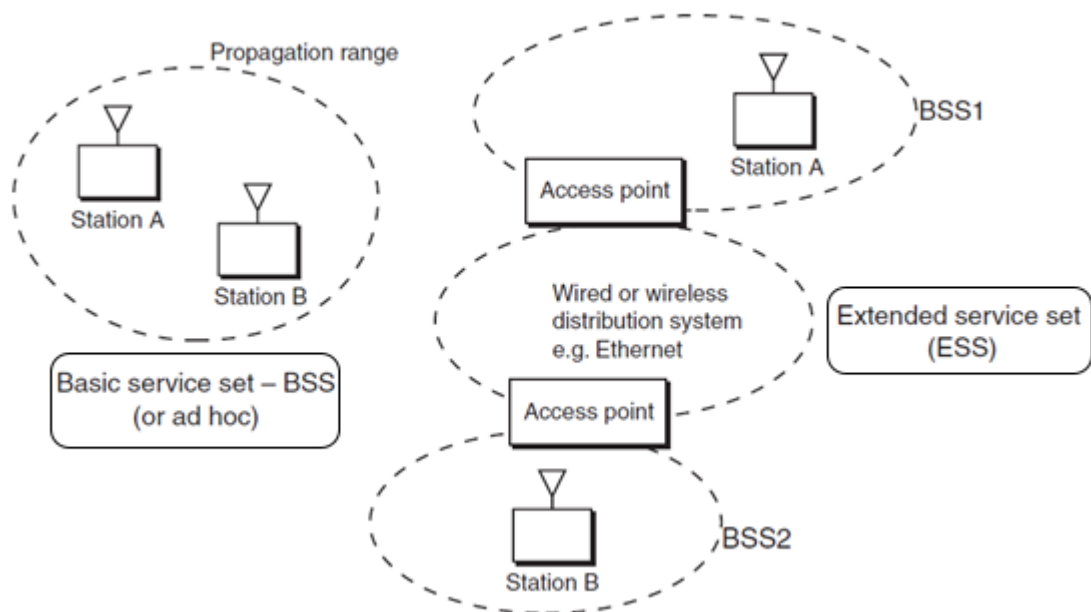 Propagation range
Station A
Station B
Basic service set – BSS
(or ad hoc)
BSS1
Station A
Access point
Wired or wireless
distribution system
e.g. Ethernet
Extended service set
(ESS)
Access point
Station B
BSS2